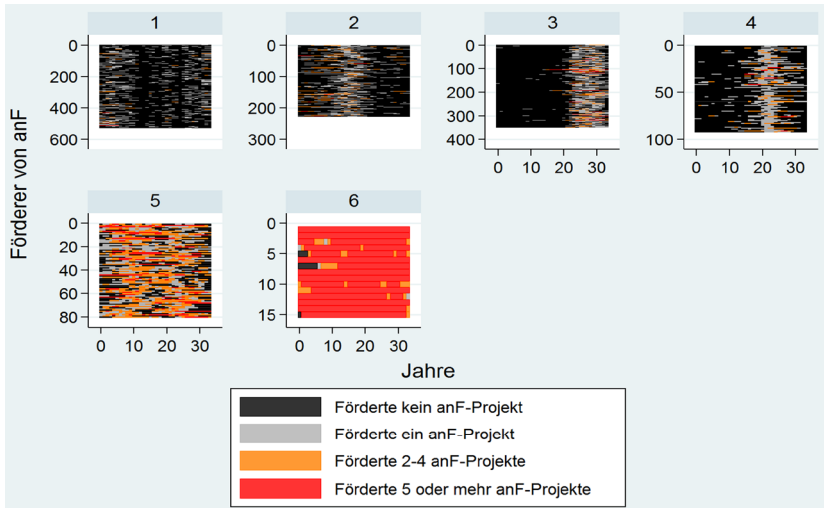 1 2 3 4
0
200
400
600
0
100
200
300
0
100
200
300
400
0
50
100
0 10 20 30
0 10 20 30
Förderer von anF
5 6
0
20
40
60
80
0
5
10
15
0 10 20 30
0 10 20 30
Jahre
Förderte kein anF-Projekt
Förderte ein anF-Projekt
Förderte 2-4 anF-Projekte
Förderte 5 oder mehr anF-Projekte